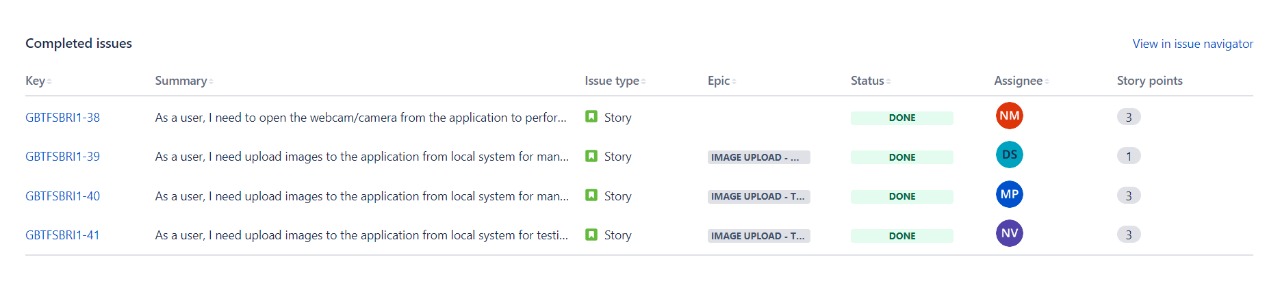 Completed issues View in issue navigator
Key Summary Issue type Epic Status Assignee Story points
GBTFSBRI1-38 As a user, I need to open the webcam/camera from the application to perfor... Story DONE NM 3
GBTFSBRI1-39 As a user, I need upload images to the application from local system for man... Story IMAGE UPLOAD - ... DONE DS 1
GBTFSBRI1-40 As a user, I need upload images to the application from local system for man... Story IMAGE UPLOAD - T... DONE MP 3
GBTFSBRI1-41 As a user, I need upload images to the application from local system for testi... Story IMAGE UPLOAD - T... DONE NV 3